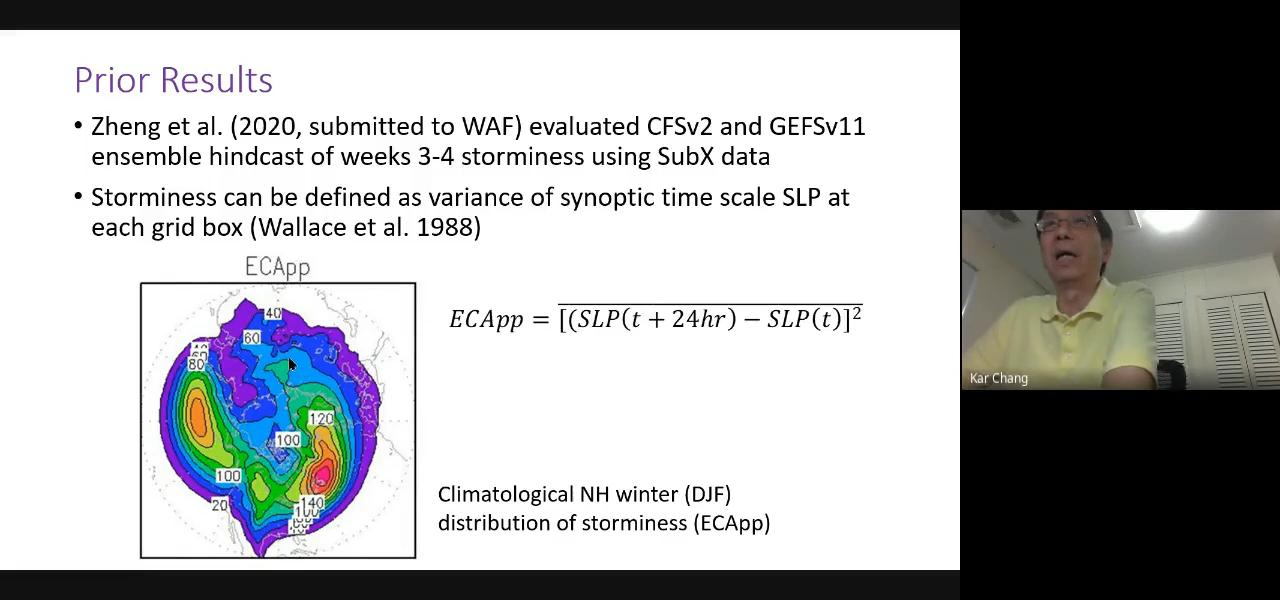 Prior Results
• Zheng et al. (2020, submitted to WAF) evaluated CFSv2 and GEFSv11
ensemble hindcast of weeks 3-4 storminess using SubX data
• Storminess can be defined as variance of synoptic time scale SLP at
each grid box (Wallace et al. 1988)
ECApp
ECApp = [(SLP(t + 24hr) − SLP(t)]²
40
60
80
120
100
100
20
140
Climatological NH winter (DJF)
distribution of storminess (ECApp)
Kar Chang